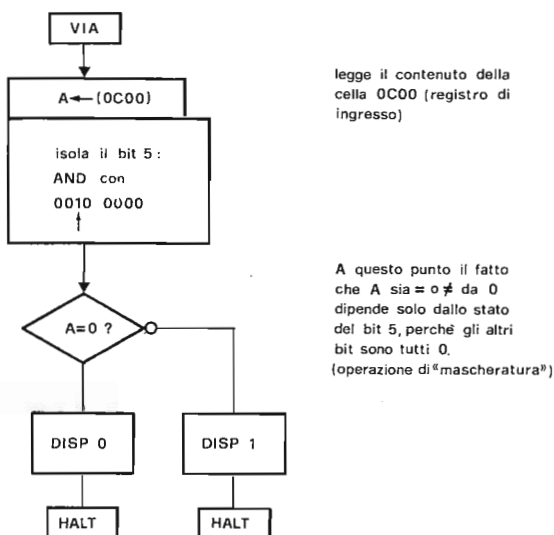 VIA
A←(0C00)
legge il contenuto della
cella 0C00 (registro di
ingresso)
isola il bit 5:
AND con
0010 0000
↑
A questo punto il fatto
che A sia = o ≠ da 0
dipende solo dallo stato
del bit 5, perchè gli altri
bit sono tutti 0.
(operazione di «mascheratura»)
A=0 ?
DISP 0
DISP 1
HALT
HALT